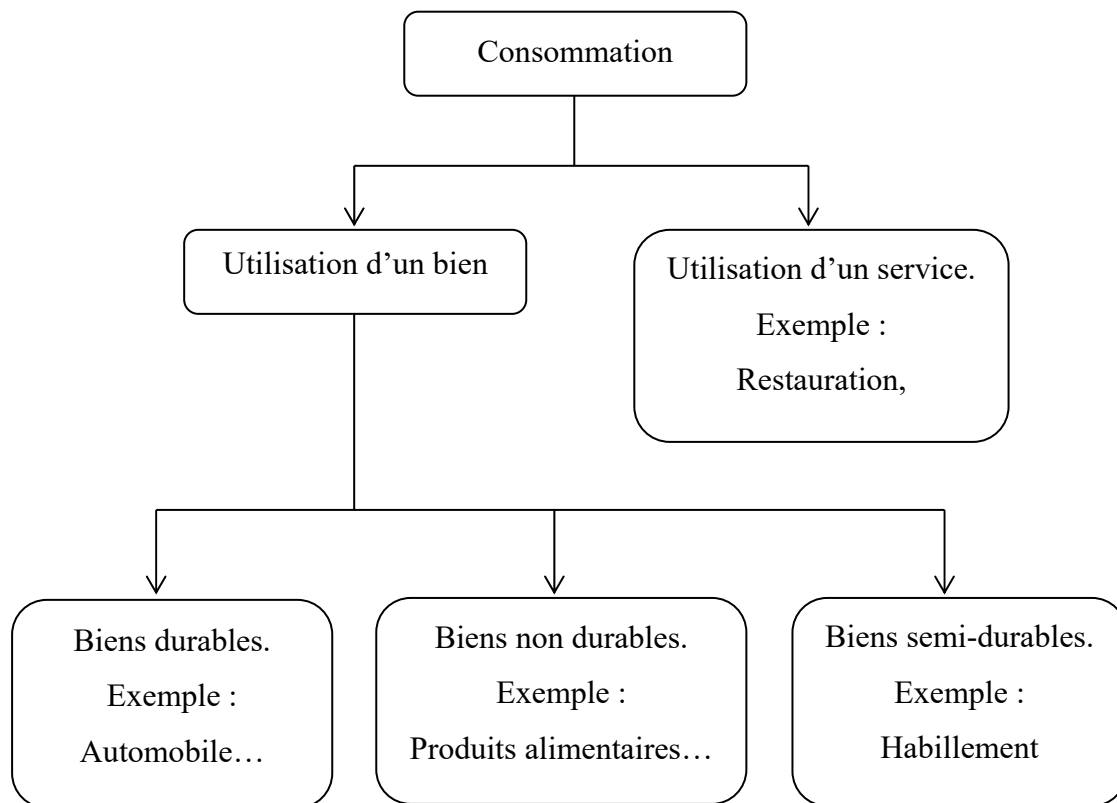 Consommation
Utilisation d’un bien
Utilisation d’un service.
Exemple :
Restauration,
Biens durables.
Exemple :
Automobile…
Biens non durables.
Exemple :
Produits alimentaires…
Biens semi-durables.
Exemple :
Habillement